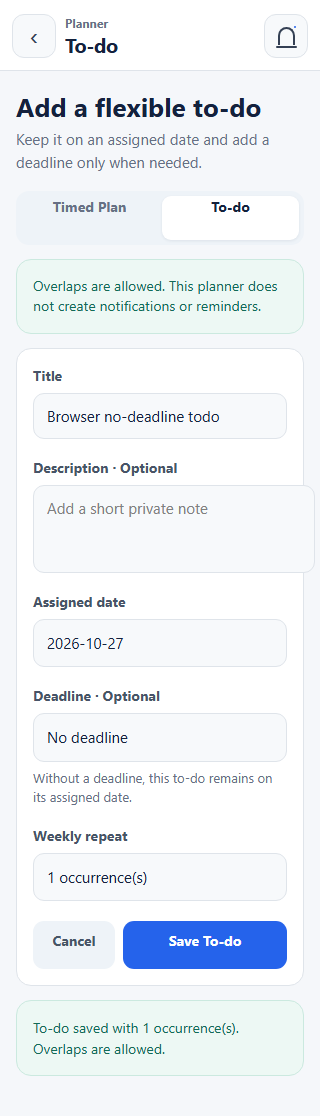 Planner
To-do
Add a flexible to-do
Keep it on an assigned date and add a
deadline only when needed.
Timed Plan
To-do
Overlaps are allowed. This planner does
not create notifications or reminders.
Title
Browser no-deadline todo
Description · Optional
Add a short private note
Assigned date
2026-10-27
Deadline · Optional
No deadline
Without a deadline, this to-do remains on
its assigned date.
Weekly repeat
1 occurrence(s)
Cancel
Save To-do
To-do saved with 1 occurrence(s).
Overlaps are allowed.